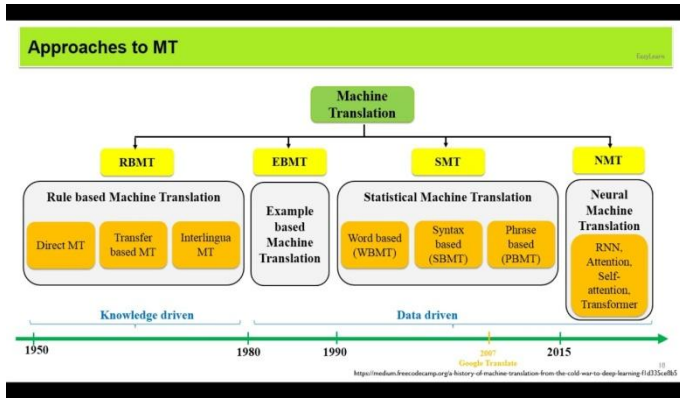 Approaches to MT
EasyLearn
Machine
Translation
RBMT
EBMT
SMT
NMT
Rule based Machine Translation
Direct MT
Transfer
based MT
Interlingua
MT
Example
based
Machine
Translation
Statistical Machine Translation
Word based
(WBMT)
Syntax
based
(SBMT)
Phrase
based
(PBMT)
Neural
Machine
Translation
RNN,
Attention,
Self-
attention,
Transformer
Knowledge driven
Data driven
1950
1980
1990
2007
Google Translate
2015
10
https://medium.freecodecamp.org/a-history-of-machine-translation-from-the-cold-war-to-deep-learning-f1d335ce8b5